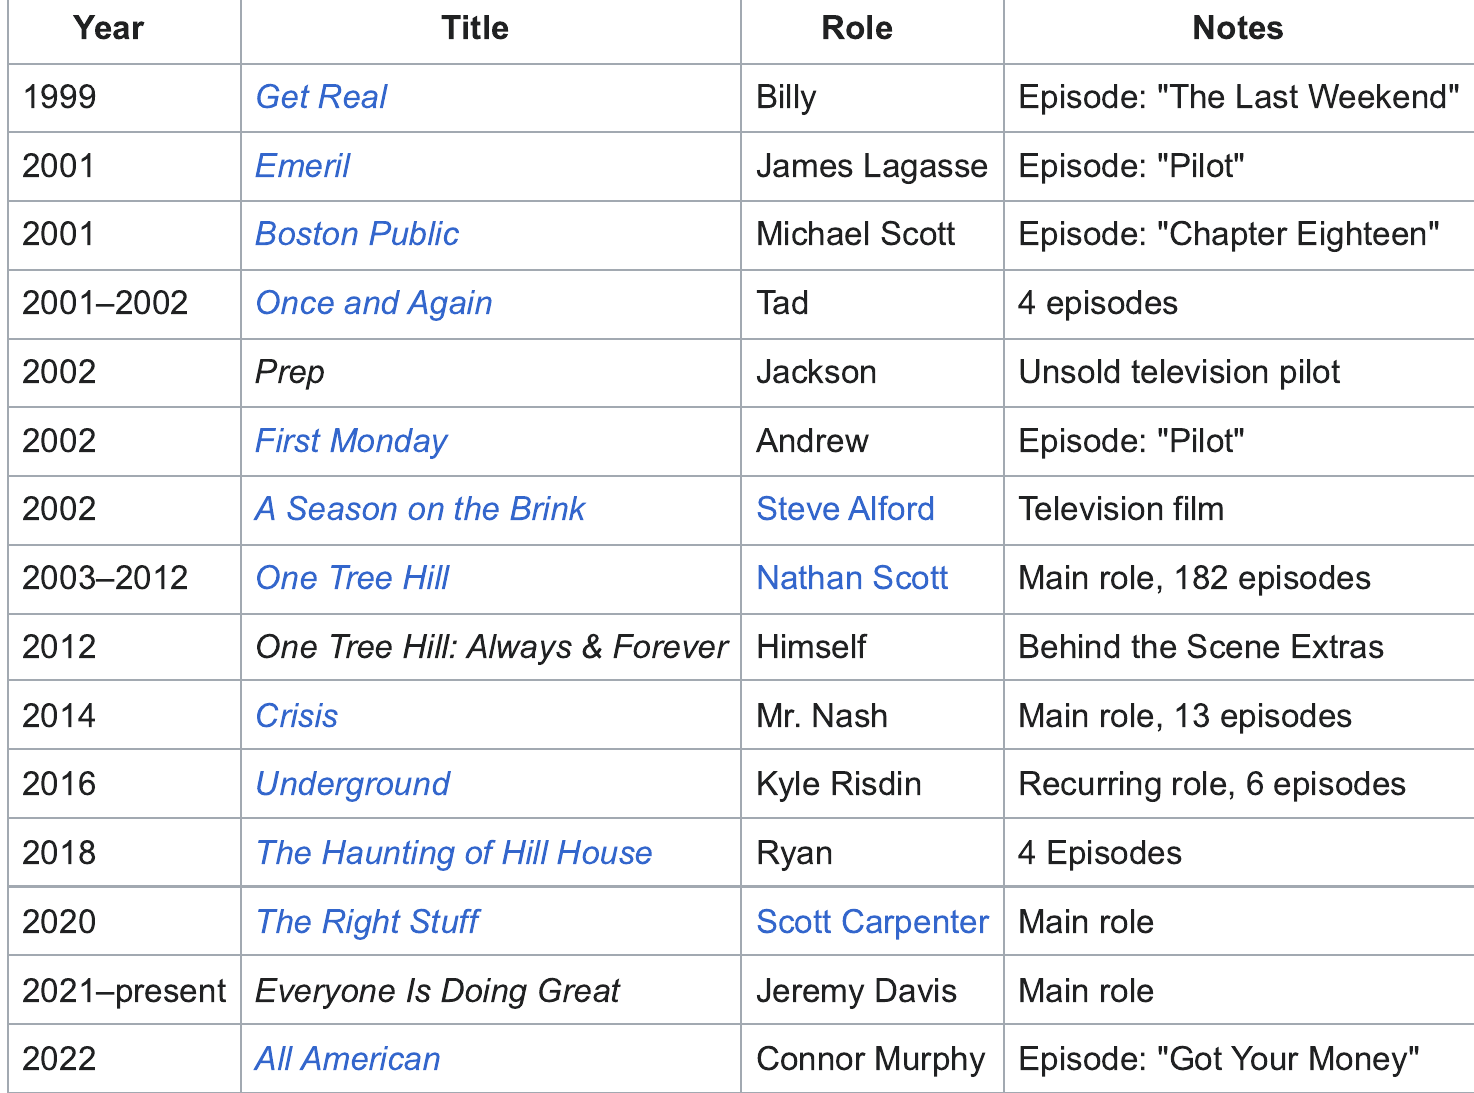 Year Title Role Notes
1999 Get Real Billy Episode: "The Last Weekend"
2001 Emeril James Lagasse Episode: "Pilot"
2001 Boston Public Michael Scott Episode: "Chapter Eighteen"
2001–2002 Once and Again Tad 4 episodes
2002 Prep Jackson Unsold television pilot
2002 First Monday Andrew Episode: "Pilot"
2002 A Season on the Brink Steve Alford Television film
2003–2012 One Tree Hill Nathan Scott Main role, 182 episodes
2012 One Tree Hill: Always & Forever Himself Behind the Scene Extras
2014 Crisis Mr. Nash Main role, 13 episodes
2016 Underground Kyle Risdin Recurring role, 6 episodes
2018 The Haunting of Hill House Ryan 4 Episodes
2020 The Right Stuff Scott Carpenter Main role
2021–present Everyone Is Doing Great Jeremy Davis Main role
2022 All American Connor Murphy Episode: "Got Your Money"